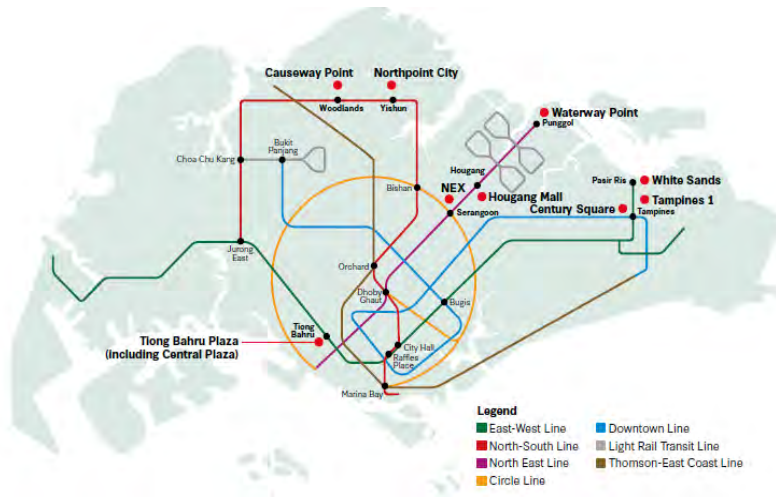 Causeway Point
Northpoint City
Woodlands
Yishun
Waterway Point
Punggol
Bukit
Panjang
Choa Chu Kang
Hougang
Bishan
NEX
Hougang Mall
Serangoon
Pasir Ris
White Sands
Tampines 1
Century Square
Tampines
Jurong
East
Orchard
Dhoby
Ghaut
Bugis
Tiong
Bahru
Tiong Bahru Plaza
(including Central Plaza)
City Hall
Raffles
Place
Marina Bay
Legend
East-West Line
North-South Line
North East Line
Circle Line
Downtown Line
Light Rail Transit Line
Thomson-East Coast Line